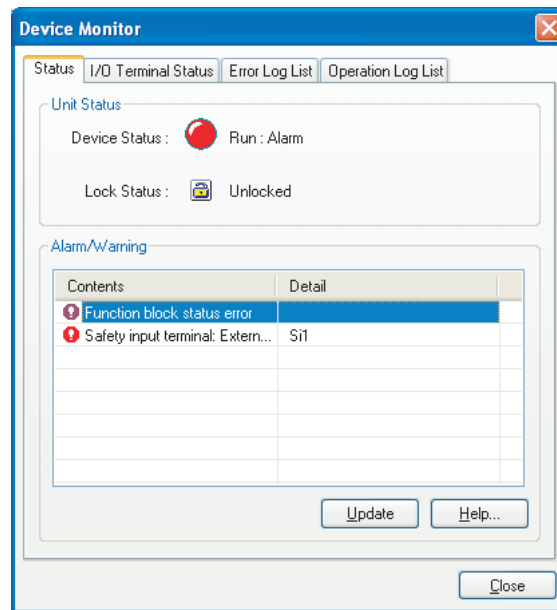 Device Monitor
Status I/O Terminal Status Error Log List Operation Log List
Unit Status
Device Status : Run : Alarm
Lock Status : Unlocked
Alarm/Warning
Contents Detail
Function block status error
Safety input terminal: Extern... Si1
Update Help...
Close